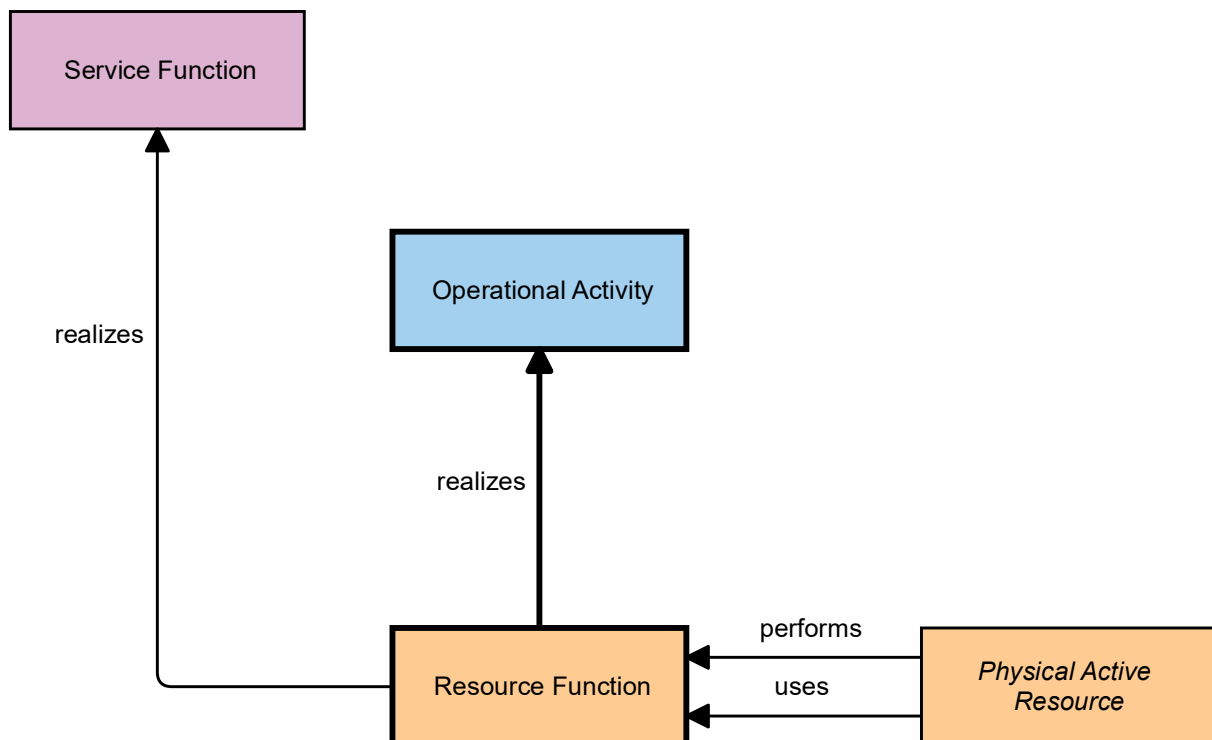 Service Function
Operational Activity
realizes
realizes
performs
Resource Function
uses
Physical Active
Resource